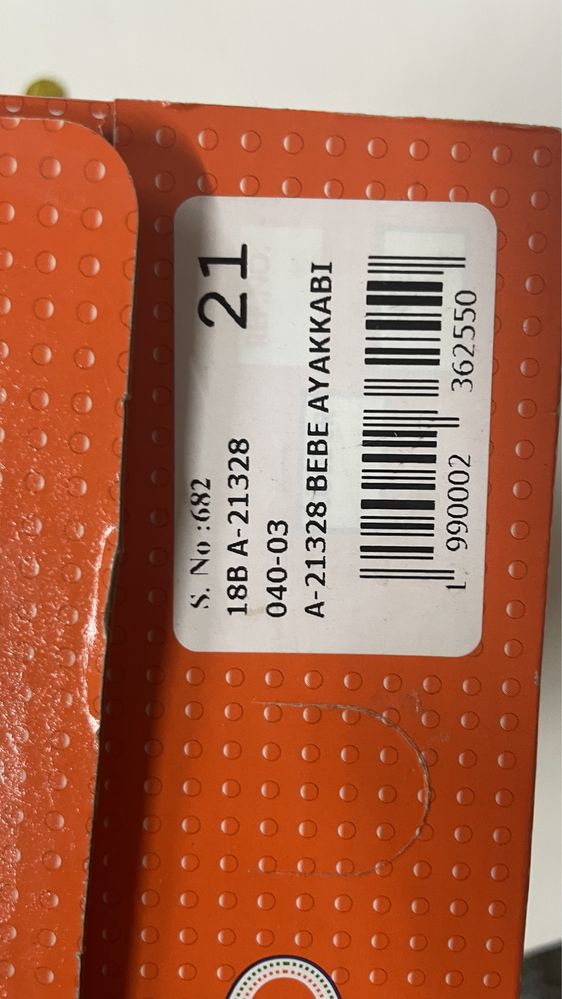 S. No :682 21
18B A-21328
040-03
A-21328 BEBE AYAKKABI
1 990002 362550